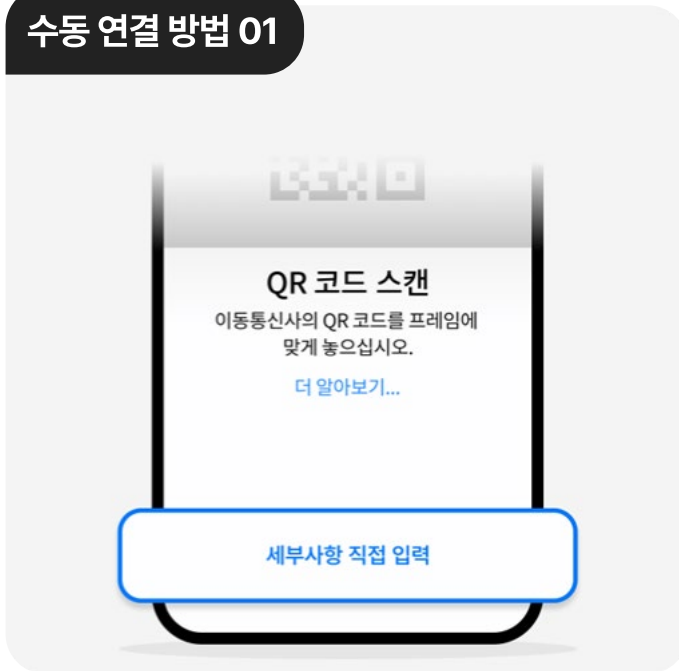 수동 연결 방법 01
QR 코드 스캔
이동통신사의 QR 코드를 프레임에
맞게 놓으십시오.
더 알아보기...
세부사항 직접 입력